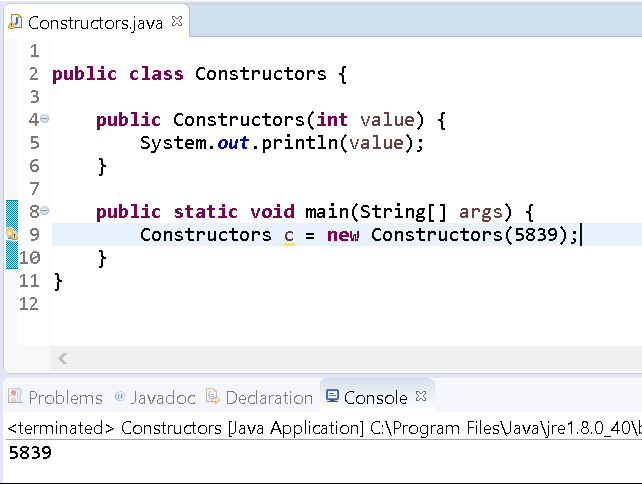 Constructors.java
1
2 public class Constructors {
3
4 public Constructors(int value) {
5 System.out.println(value);
6 }
7
8 public static void main(String[] args) {
9 Constructors c = new Constructors(5839);
10 }
11 }
12
Problems @ Javadoc Declaration Console
<terminated> Constructors [Java Application] C:\Program Files\Java\jre1.8.0_40\b
5839